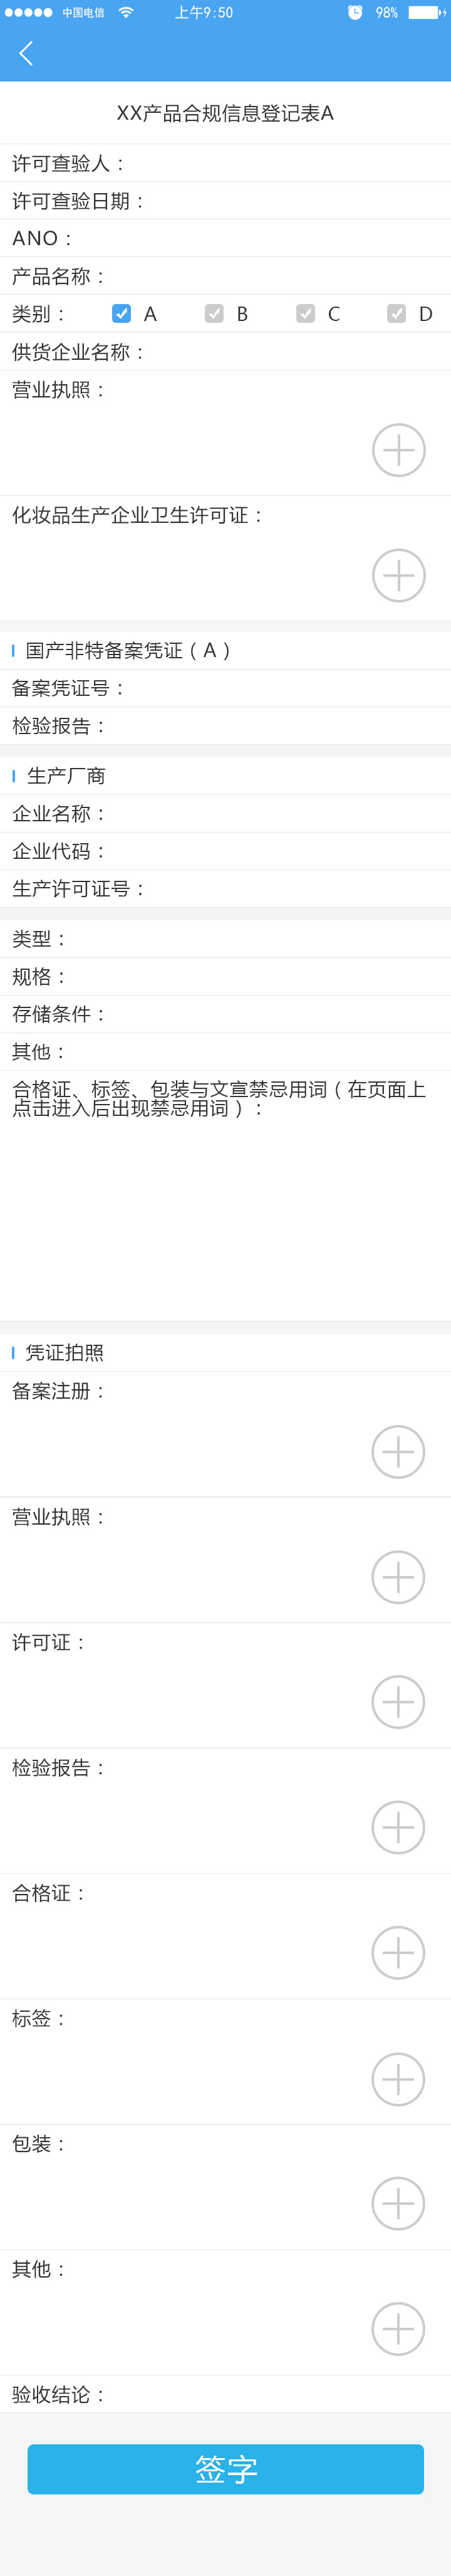 中国电信 上午9:50 98%
XX产品合规信息登记表A
许可查验人：
许可查验日期：
ANO：
产品名称：
类别： A B C D
供货企业名称：
营业执照：
化妆品生产企业卫生许可证：
国产非特备案凭证（A）
备案凭证号：
检验报告：
生产厂商
企业名称：
企业代码：
生产许可证号：
类型：
规格：
存储条件：
其他：
合格证、标签、包装与文宣禁忌用词（在页面上
点击进入后出现禁忌用词）：
凭证拍照
备案注册：
营业执照：
许可证：
检验报告：
合格证：
标签：
包装：
其他：
验收结论：
签字